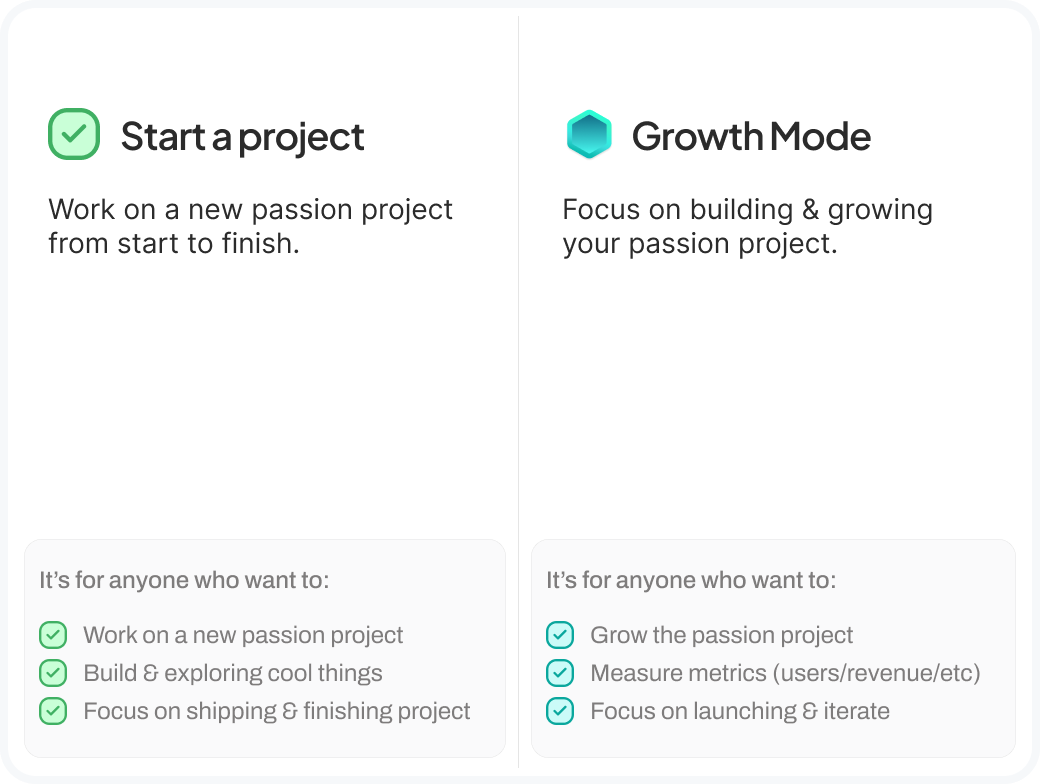 Start a project
Work on a new passion project
from start to finish.
It’s for anyone who want to:
Work on a new passion project
Build & exploring cool things
Focus on shipping & finishing project
Growth Mode
Focus on building & growing
your passion project.
It’s for anyone who want to:
Grow the passion project
Measure metrics (users/revenue/etc)
Focus on launching & iterate